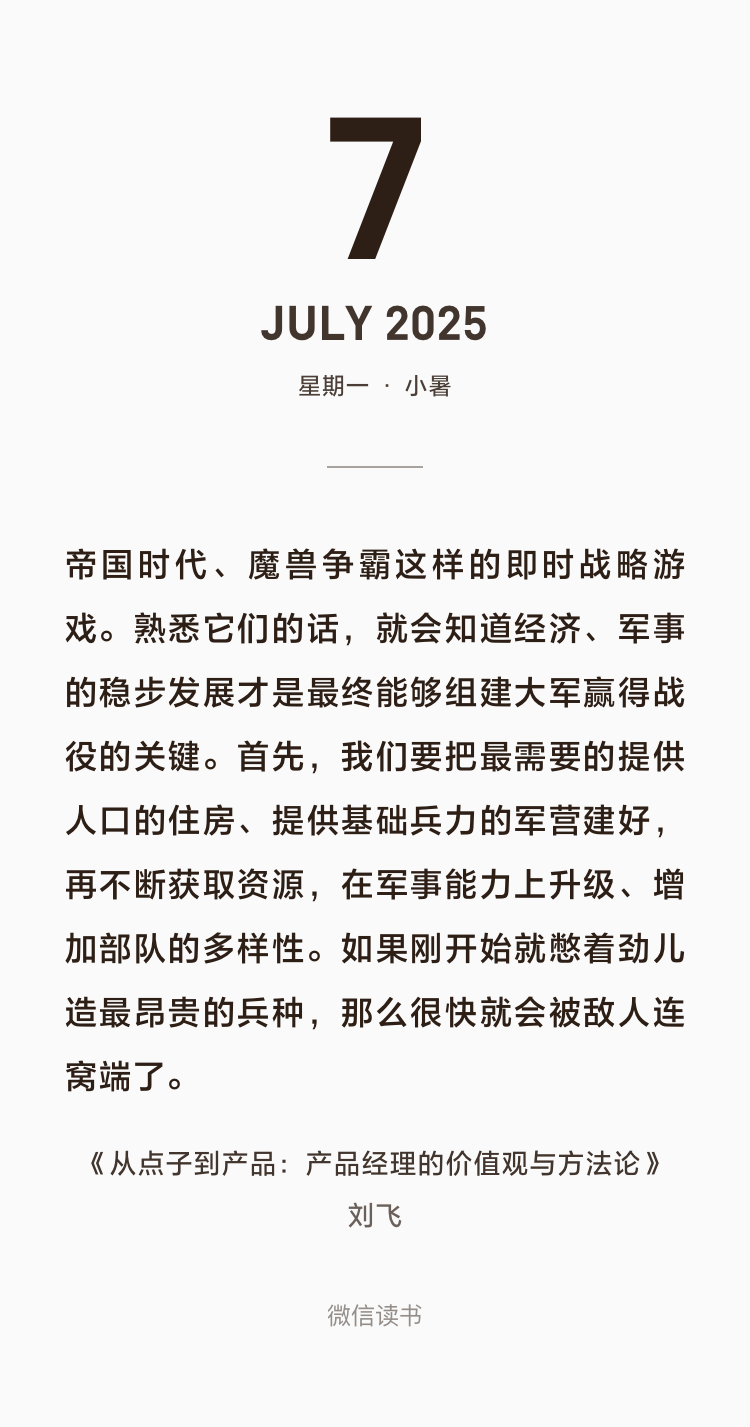 7
JULY 2025
星期一 · 小暑
帝国时代、魔兽争霸这样的即时战略游
戏。熟悉它们的话，就会知道经济、军事
的稳步发展才是最终能够组建大军赢得战
役的关键。首先，我们要把最需要的提供
人口的住房、提供基础兵力的军营建好，
再不断获取资源，在军事能力上升级、增
加部队的多样性。如果刚开始就憋着劲儿
造最昂贵的兵种，那么很快就会被敌人连
窝端了。
《从点子到产品：产品经理的价值观与方法论》
刘飞
微信读书